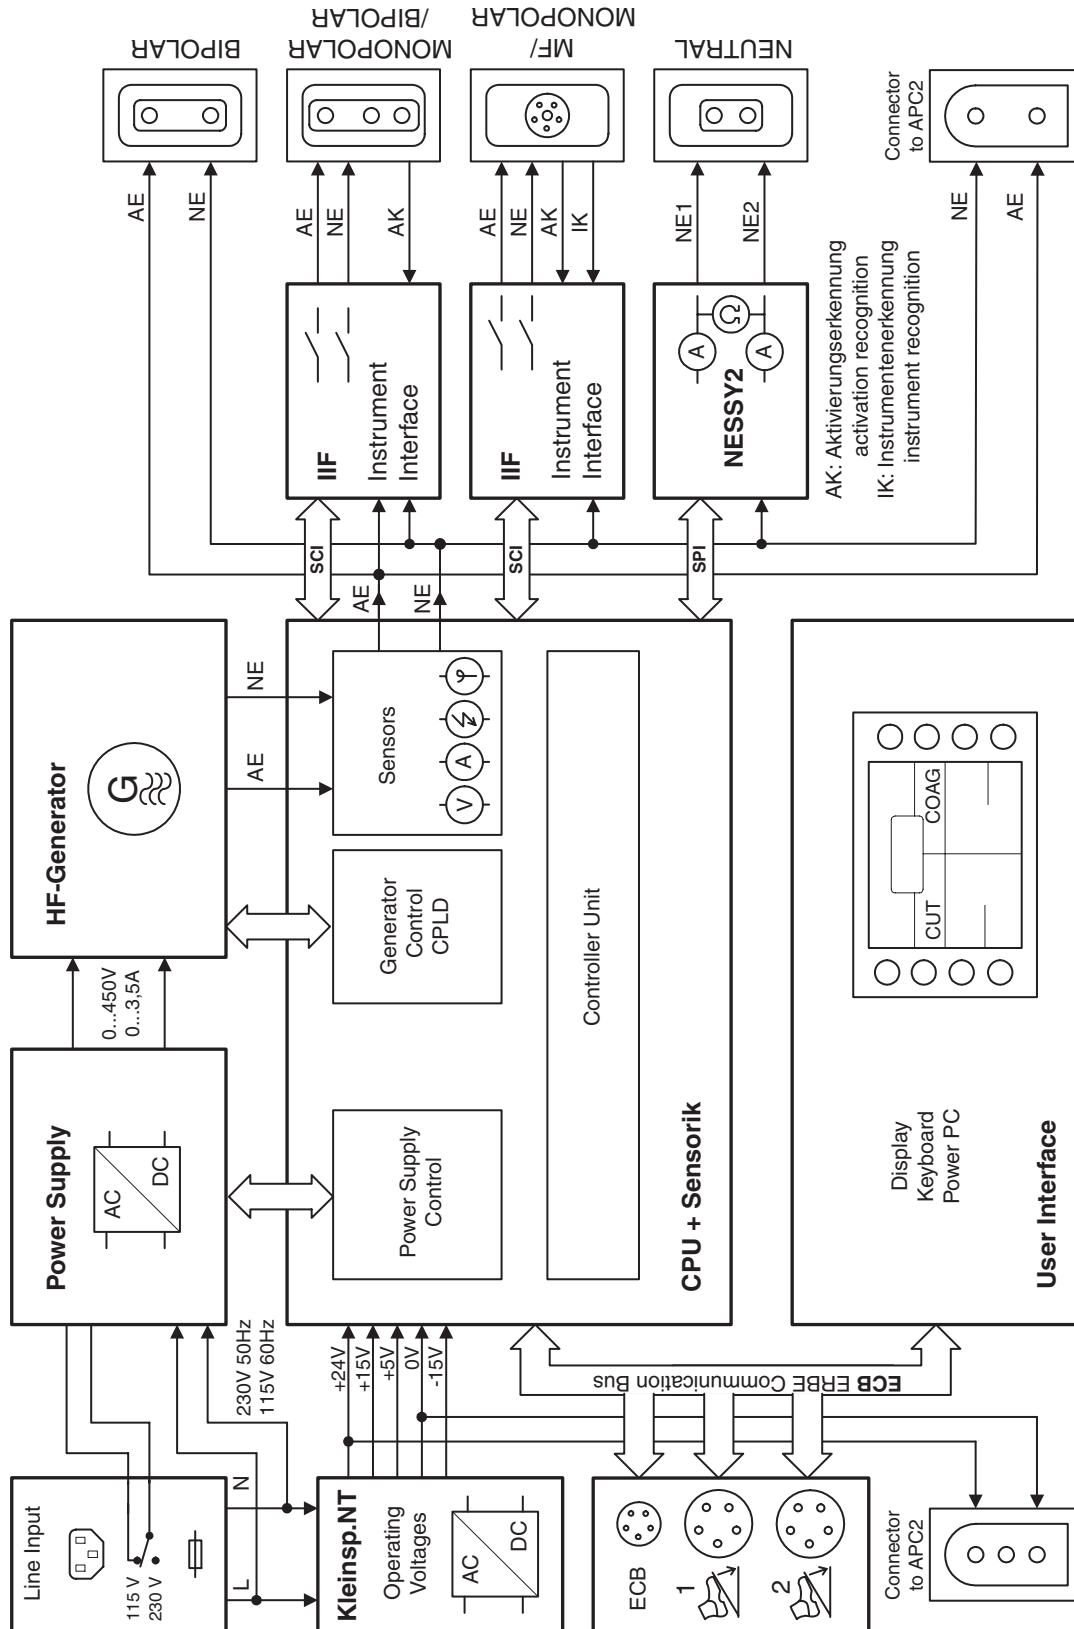 Line Input
115 V
230 V
L
N
230V 50Hz
115V 60Hz
Power Supply
AC
DC
0...450V
0...3,5A
HF-Generator
G
AE
NE
Kleinsp.NT
Operating
Voltages
AC
DC
+24V
+15V
+5V
0V
-15V
CPU + Sensorik
Power Supply
Control
Generator
Control
CPLD
Sensors
V
A
φ
Controller Unit
AE
NE
SCI
SCI
SPI
IIF
Instrument
Interface
IIF
Instrument
Interface
NESSY2
A
A
Ω
AE
NE
BIPOLAR
AE
NE
AK
MONOPOLAR
/BIPOLAR
AE
NE
AK
IK
MF/
MONOPOLAR
NE1
NE2
NEUTRAL
AK: Aktivierungserkennung
activation recognition
IK: Instrumentenerkennung
instrument recognition
NE
AE
Connector
to APC2
ECB
1
2
ECB ERBE Communication Bus
Connector
to APC2
User Interface
Display
Keyboard
Power PC
CUT
COAG